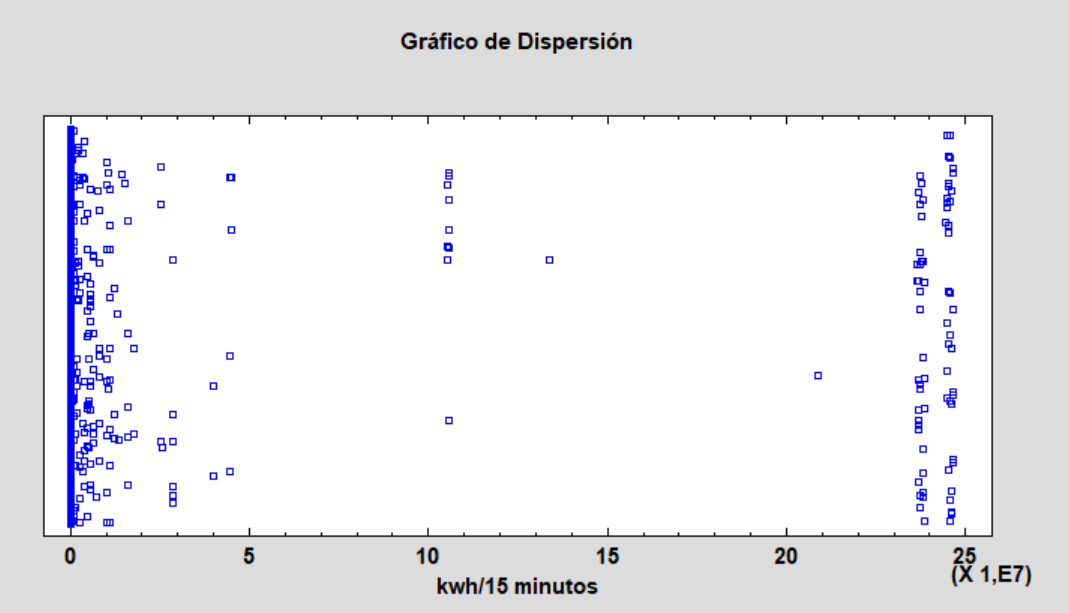 Gráfico de Dispersión
0 5 10 15 20 25
(X 1,E7)
kwh/15 minutos